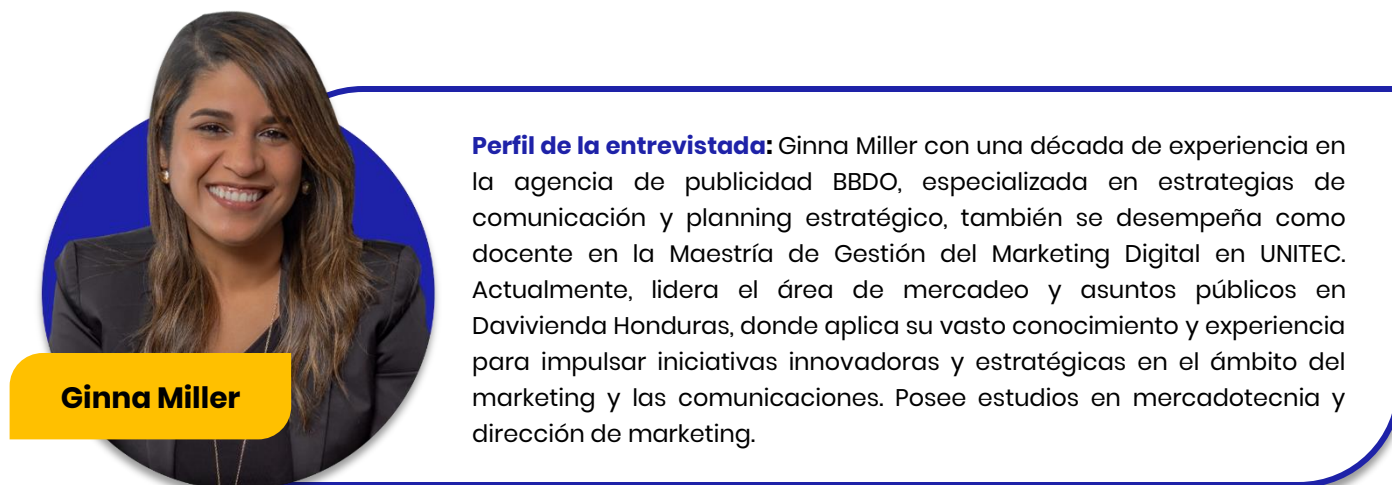 Perfil de la entrevistada: Ginna Miller con una década de experiencia en
la agencia de publicidad BBDO, especializada en estrategias de
comunicación y planning estratégico, también se desempeña como
docente en la Maestría de Gestión del Marketing Digital en UNITEC.
Actualmente, lidera el área de mercadeo y asuntos públicos en
Davivienda Honduras, donde aplica su vasto conocimiento y experiencia
para impulsar iniciativas innovadoras y estratégicas en el ámbito del
marketing y las comunicaciones. Posee estudios en mercadotecnia y
dirección de marketing.
Ginna Miller